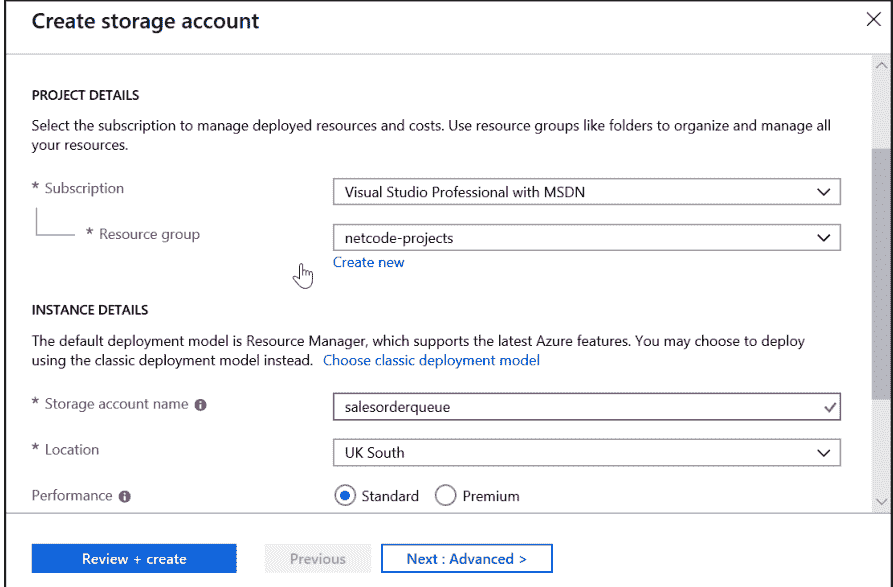 Create storage account
PROJECT DETAILS
Select the subscription to manage deployed resources and costs. Use resource groups like folders to organize and manage all
your resources.
* Subscription
Visual Studio Professional with MSDN
* Resource group
netcode-projects
Create new
INSTANCE DETAILS
The default deployment model is Resource Manager, which supports the latest Azure features. You may choose to deploy
using the classic deployment model instead. Choose classic deployment model
* Storage account name
salesorderqueue
* Location
UK South
Performance
Standard Premium
Review + create Previous Next : Advanced >